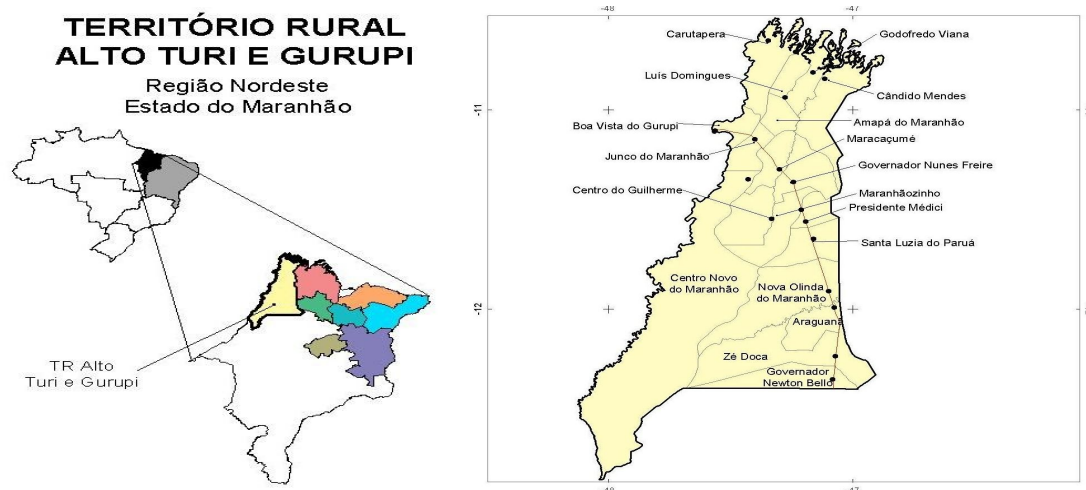 TERRITÓRIO RURAL
ALTO TURI E GURUPI
Região Nordeste
Estado do Maranhão
TR Alto
Turi e Gurupi
-48
-47
Carutapera
Godofredo Viana
Luís Domingues
Cândido Mendes
-11
Boa Vista do Gurupi
Amapá do Maranhão
Junco do Maranhão
Maracaçumé
Governador Nunes Freire
Centro do Guilherme
Maranhãozinho
Presidente Médici
Santa Luzia do Paruá
Centro Novo
do Maranhão
Nova Olinda
do Maranhão
-12
Araguanã
Zé Doca
Governador
Newton Bello
-48
-47